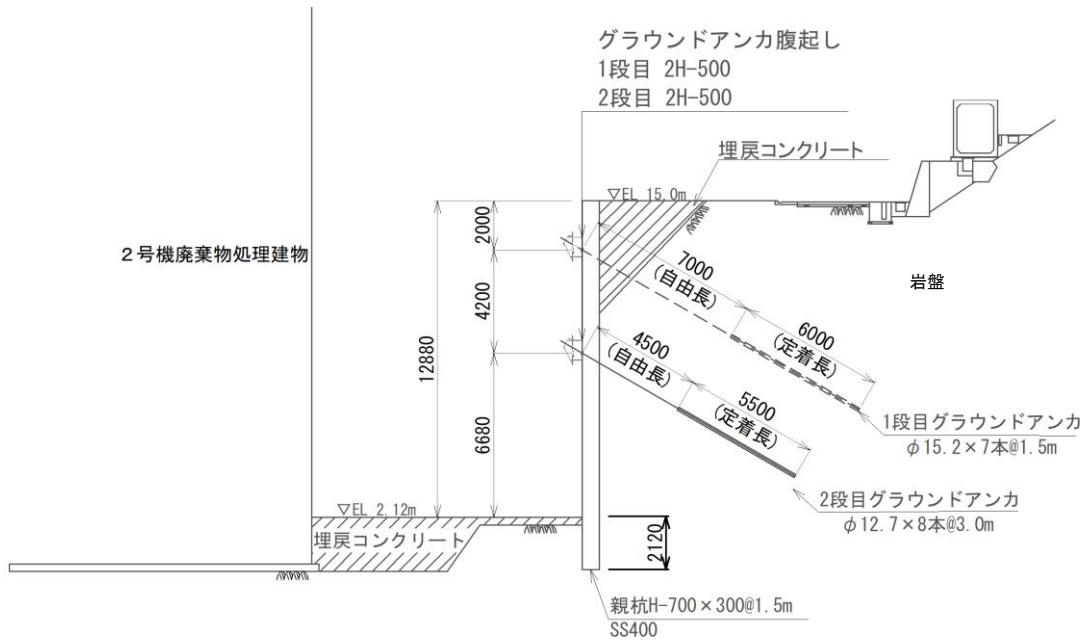 グラウンドアンカ腹起し
1段目 2H-500
2段目 2H-500
埋戻コンクリート
▽EL 15.0m
2000
2号機廃棄物処理建物
7000
(自由長)
岩盤
4200
6000
(定着長)
12880
4500
(自由長)
5500
(定着長)
1段目グラウンドアンカ
φ15.2×7本@1.5m
6680
2段目グラウンドアンカ
φ12.7×8本@3.0m
▽EL 2.12m
埋戻コンクリート
2120
親杭H-700×300@1.5m
SS400